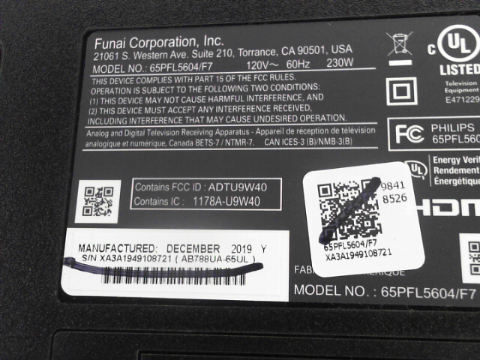 Funai Corporation, Inc.
21061 S. Western Ave. Suite 210, Torrance, CA 90501, USA
MODEL NO.: 65PFL5604/F7 120V~ 60Hz 230W
THIS DEVICE COMPLIES WITH PART 15 OF THE FCC RULES.
OPERATION IS SUBJECT TO THE FOLLOWING TWO CONDITIONS:
(1) THIS DEVICE MAY NOT CAUSE HARMFUL INTERFERENCE, AND
(2) THIS DEVICE MUST ACCEPT ANY INTERFERENCE RECEIVED,
INCLUDING INTERFERENCE THAT MAY CAUSE UNDESIRED OPERATION.
Analog and Digital Television Receiving Apparatus - Appareils de réception de télévision
analogique et numérique, Canada BETS-7 / NTMR-7. CAN ICES-3 (B)/NMB-3(B)
Contains FCC ID : ADTU9W40
Contains IC : 1178A-U9W40
MANUFACTURED: DECEMBER 2019 Y
S/N XA3A1949108721 ( AB788UA-65UL )
C UL
LISTED
E471229
FC PHILIPS
65PFL5604
Energy Verified
Rendement
Énergétique
9841
8526
HDMI
65PFL5604/F7
XA3A1949108721
MODEL NO. : 65PFL5604/F7